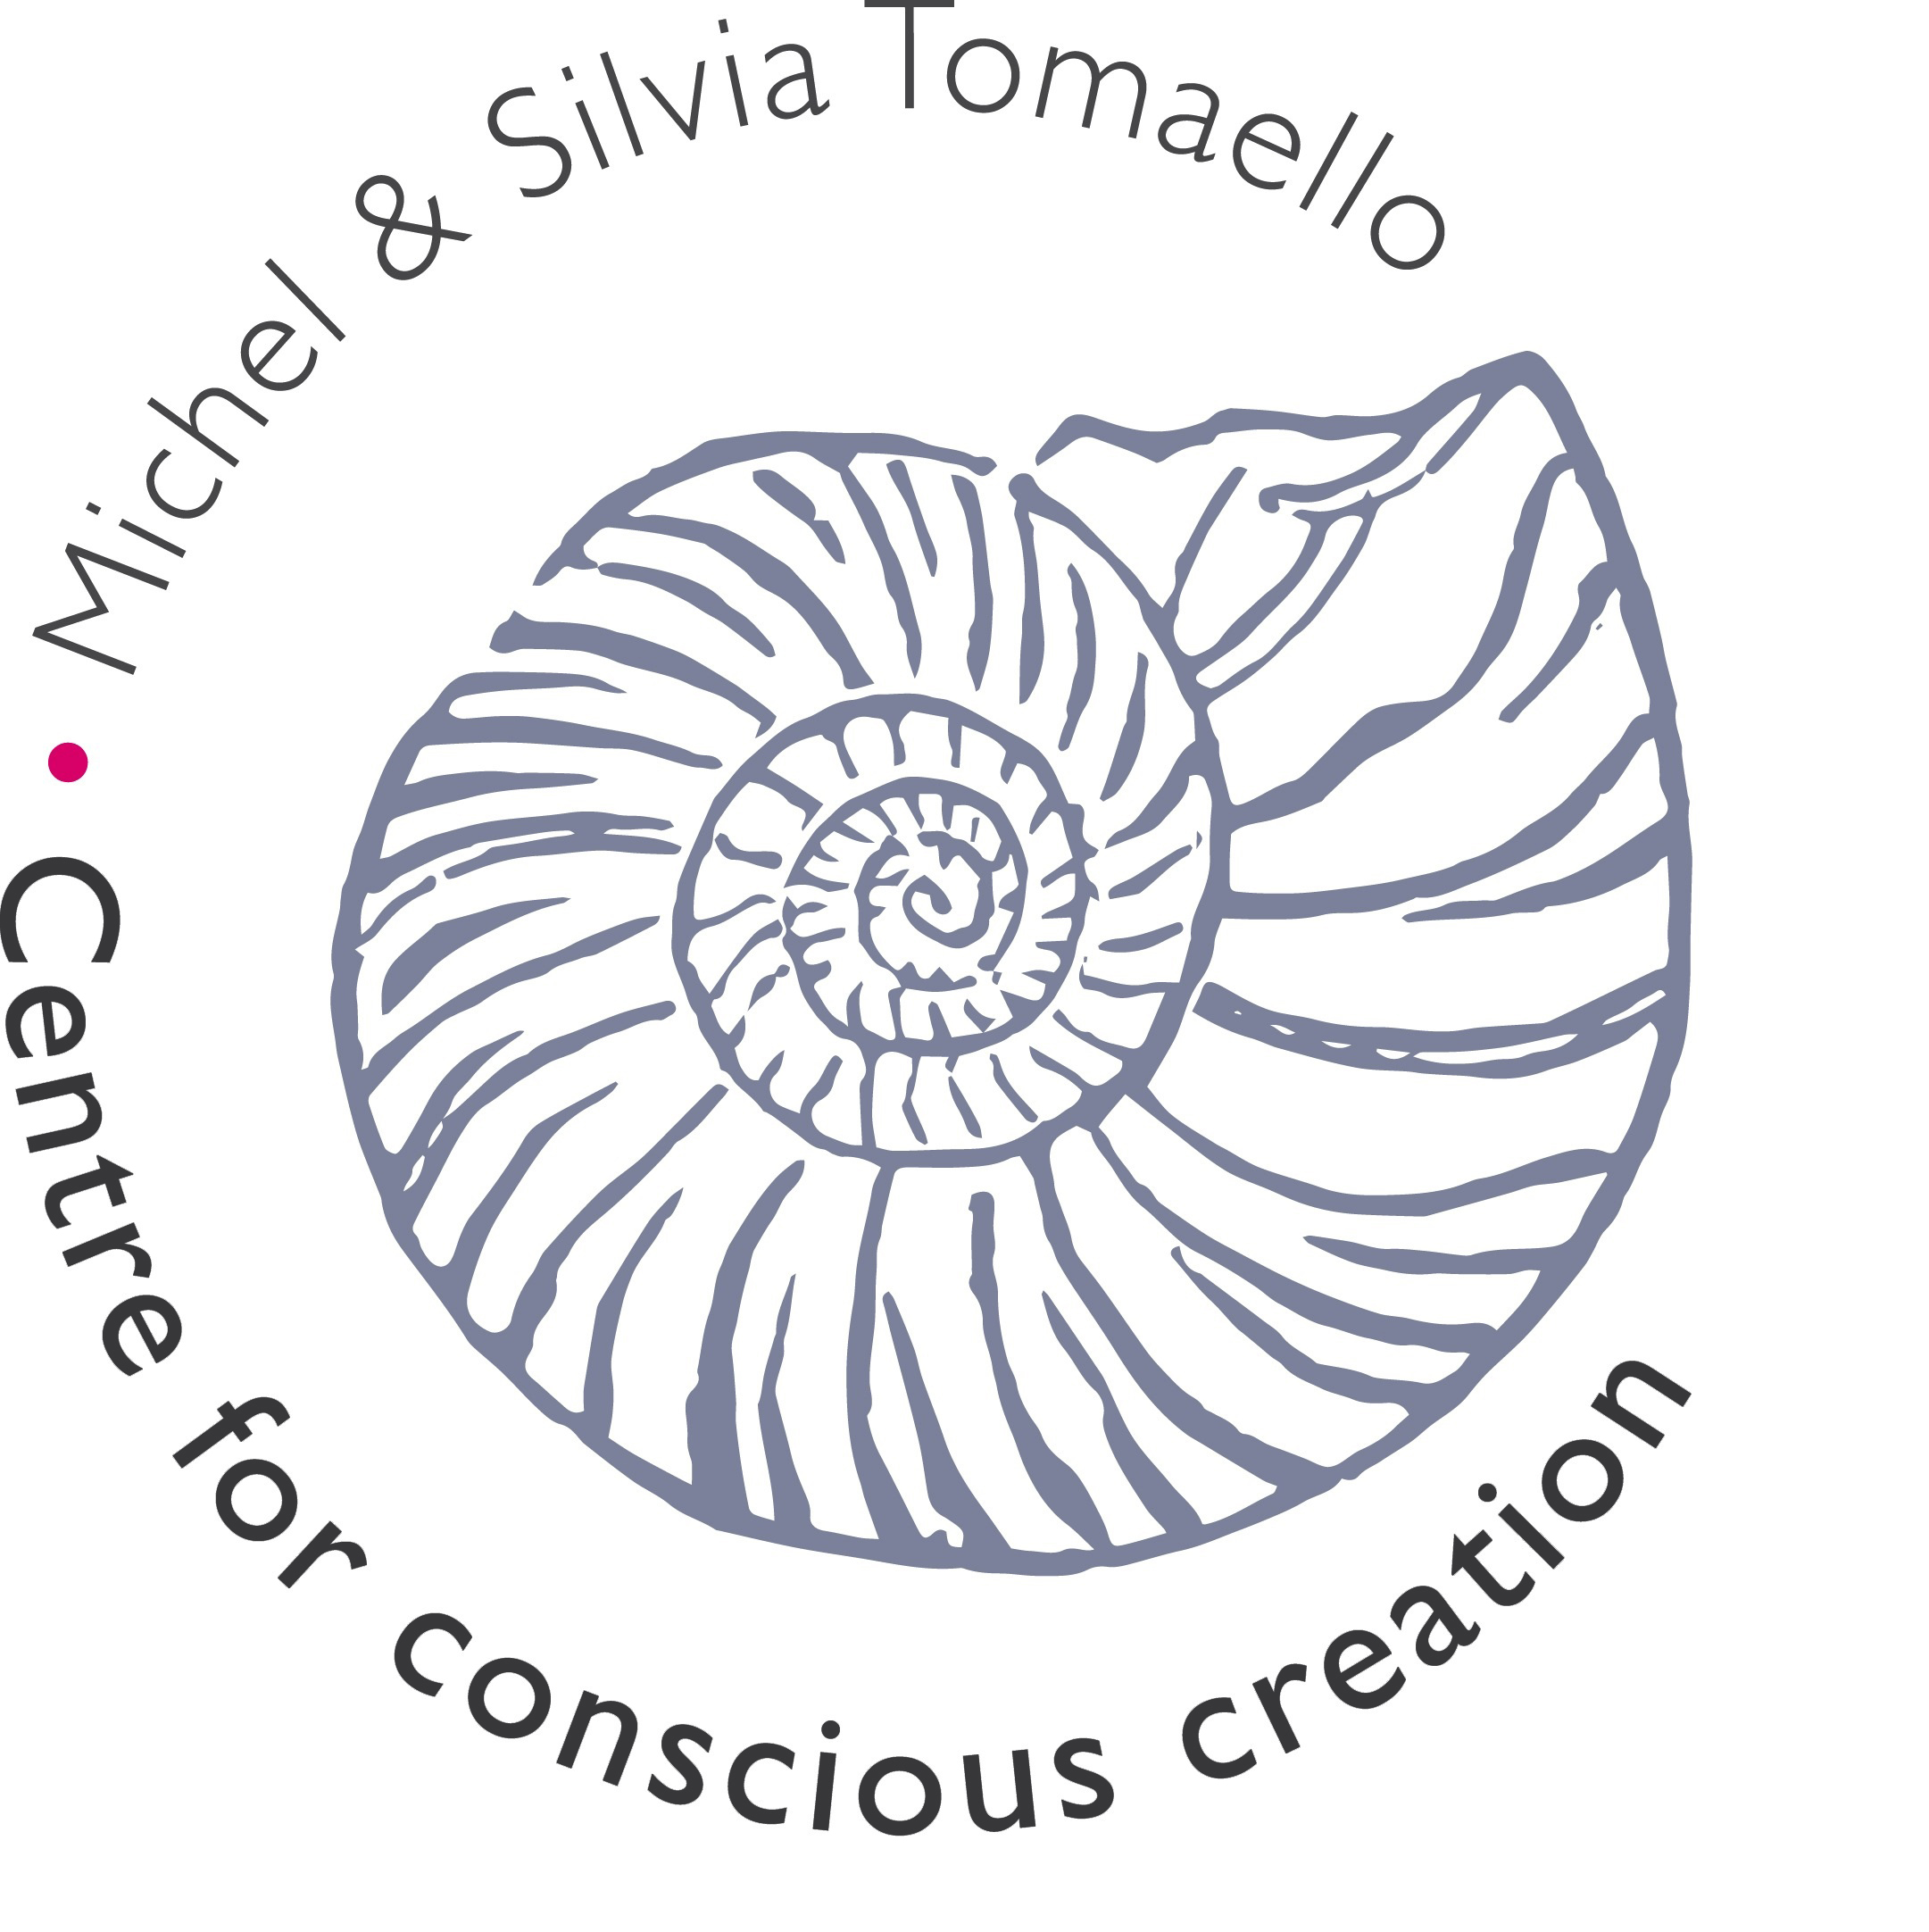 Michel & Silvia Tomaello
Centre for conscious creation